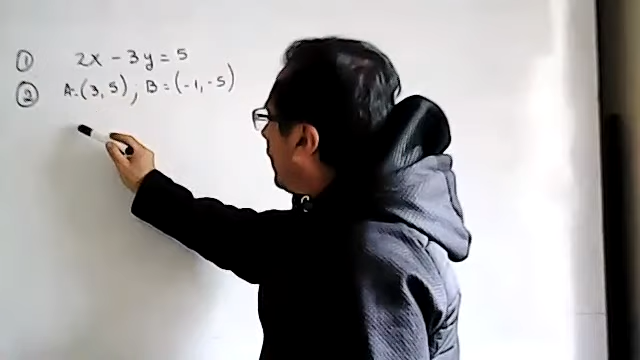 ① 2x - 3y = 5
② A = (3, 5) ; B = (-1, -5)